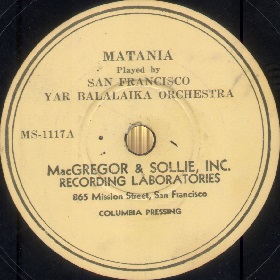 MATANIA
Played by
SAN FRANCISCO
YAR BALALAIKA ORCHESTRA
MS-1117A
MacGREGOR & SOLLIE, INC.
RECORDING LABORATORIES
865 Mission Street, San Francisco
COLUMBIA PRESSING